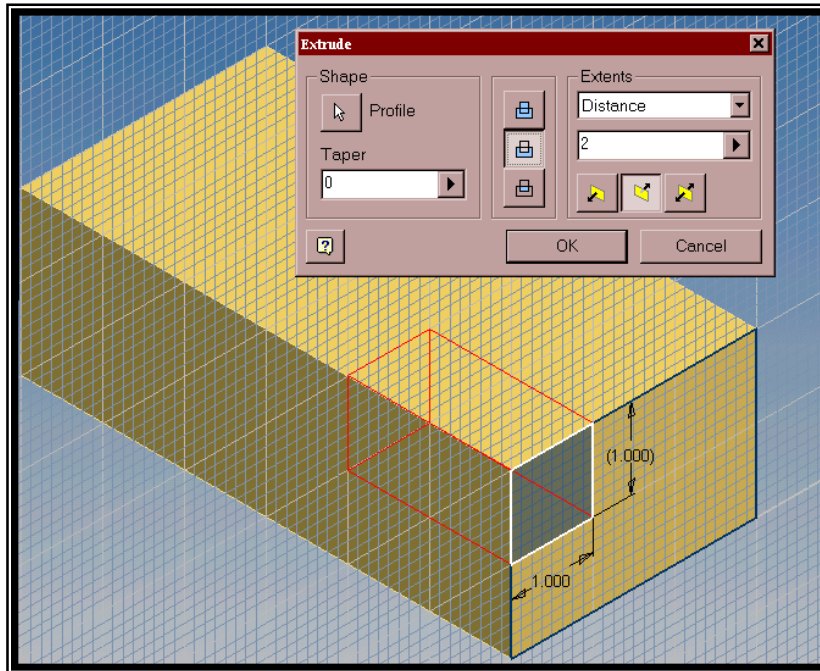 Extrude
Shape
Profile
Taper
0
Extents
Distance
2
?
OK
Cancel
(1.000)
1.000